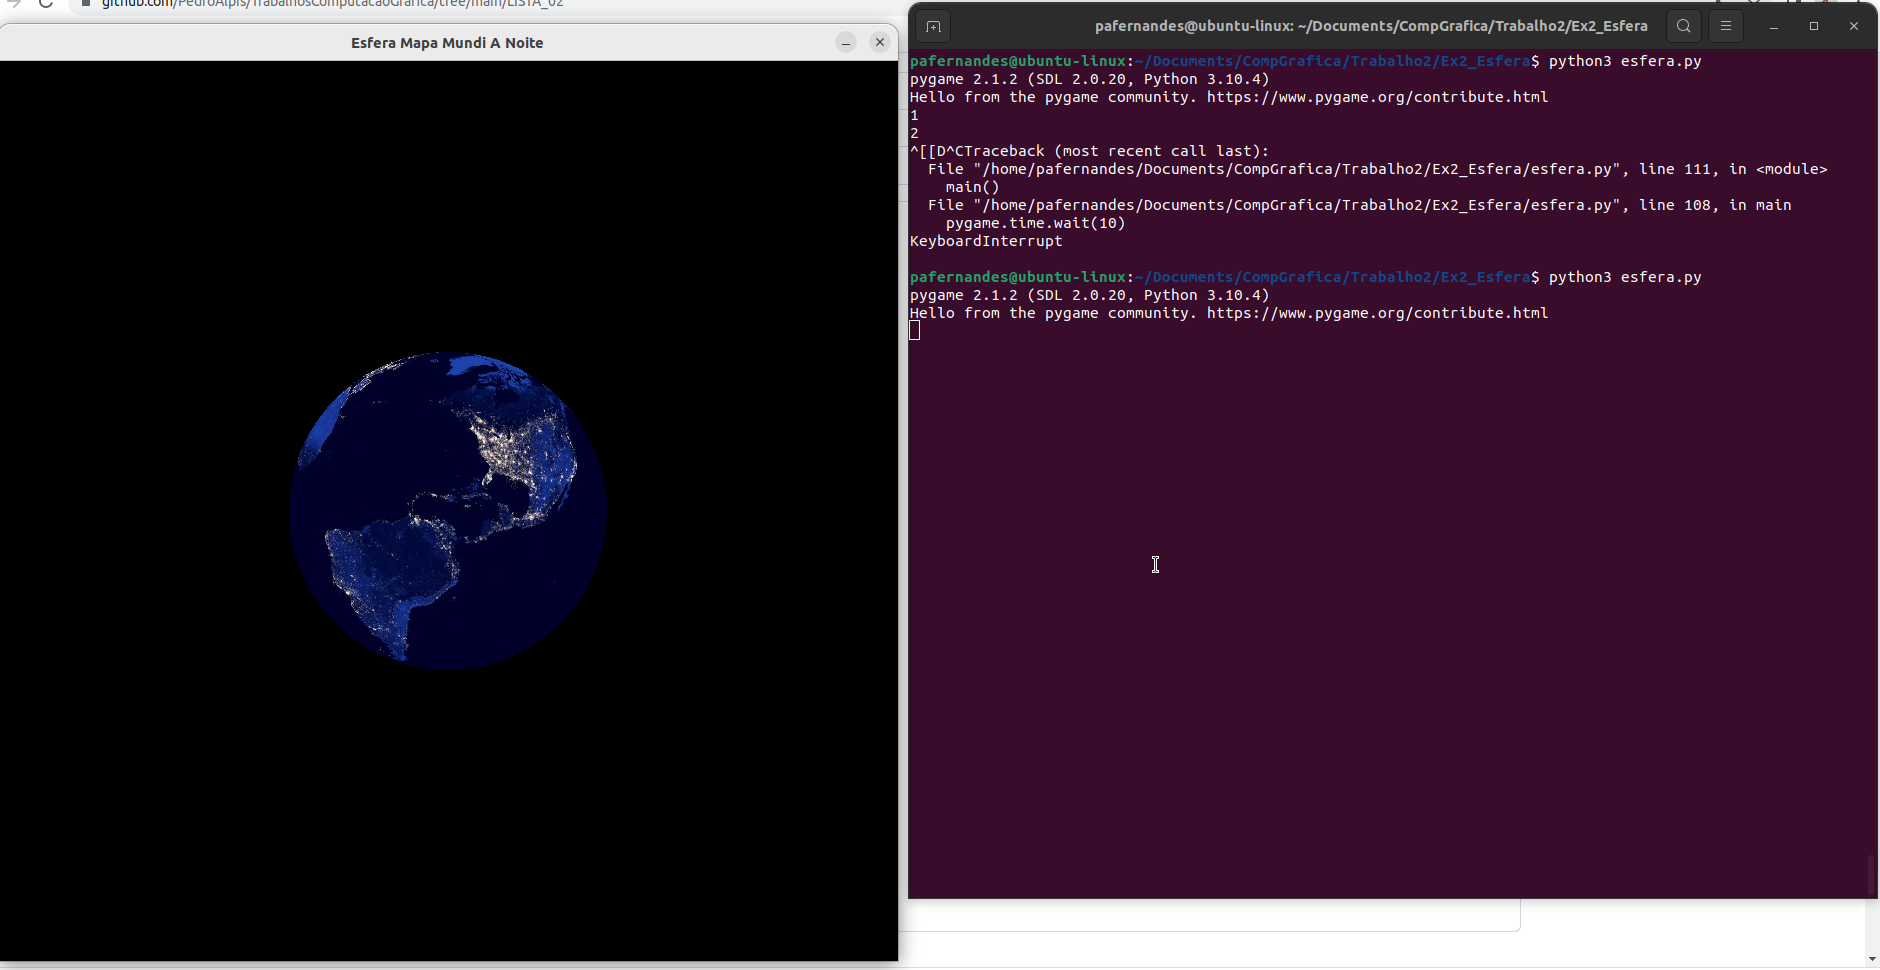 github.com/PedroAlpis/TrabalhosComputacaoGrafica/tree/main/LISTA_02
Esfera Mapa Mundi A Noite
pafernandes@ubuntu-linux: ~/Documents/CompGrafica/Trabalho2/Ex2_Esfera
pafernandes@ubuntu-linux:~/Documents/CompGrafica/Trabalho2/Ex2_Esfera$ python3 esfera.py
pygame 2.1.2 (SDL 2.0.20, Python 3.10.4)
Hello from the pygame community. https://www.pygame.org/contribute.html
1
2
^[[D^CTraceback (most recent call last):
  File "/home/pafernandes/Documents/CompGrafica/Trabalho2/Ex2_Esfera/esfera.py", line 111, in <module>
    main()
  File "/home/pafernandes/Documents/CompGrafica/Trabalho2/Ex2_Esfera/esfera.py", line 108, in main
    pygame.time.wait(10)
KeyboardInterrupt
pafernandes@ubuntu-linux:~/Documents/CompGrafica/Trabalho2/Ex2_Esfera$ python3 esfera.py
pygame 2.1.2 (SDL 2.0.20, Python 3.10.4)
Hello from the pygame community. https://www.pygame.org/contribute.html